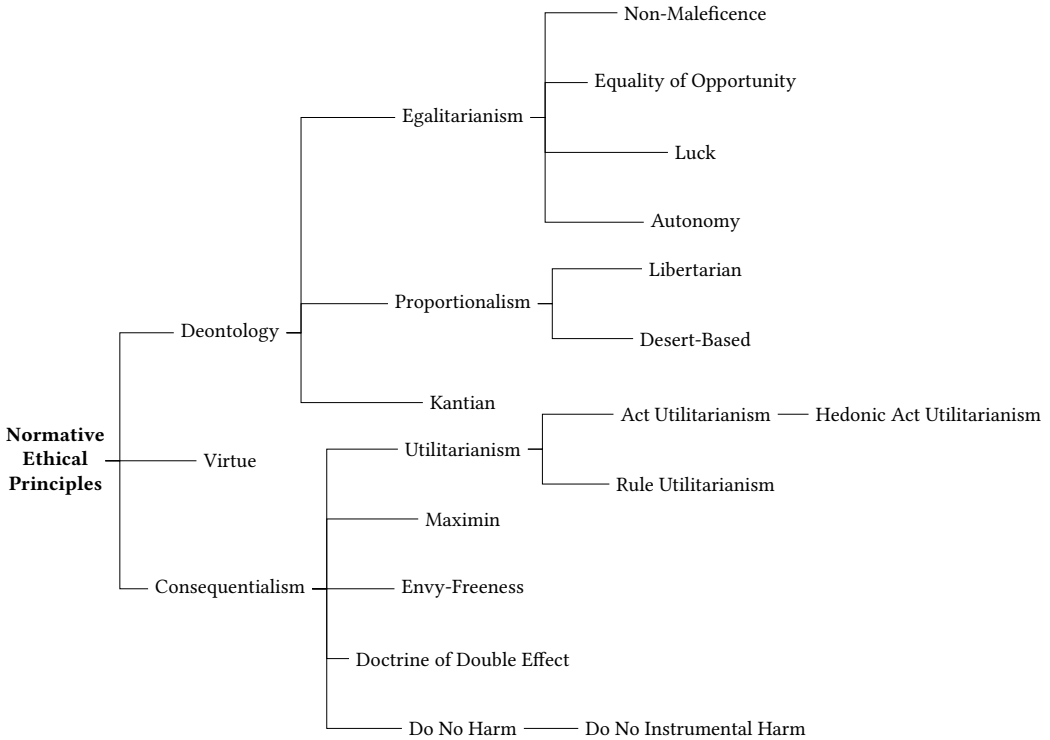 Non-Maleficence
Equality of Opportunity
Egalitarianism
Luck
Autonomy
Libertarian
Proportionalism
Deontology
Desert-Based
Kantian
Act Utilitarianism
Hedonic Act Utilitarianism
Normative
Ethical
Principles
Utilitarianism
Virtue
Rule Utilitarianism
Maximin
Consequentialism
Envy-Freeness
Doctrine of Double Effect
Do No Harm
Do No Instrumental Harm